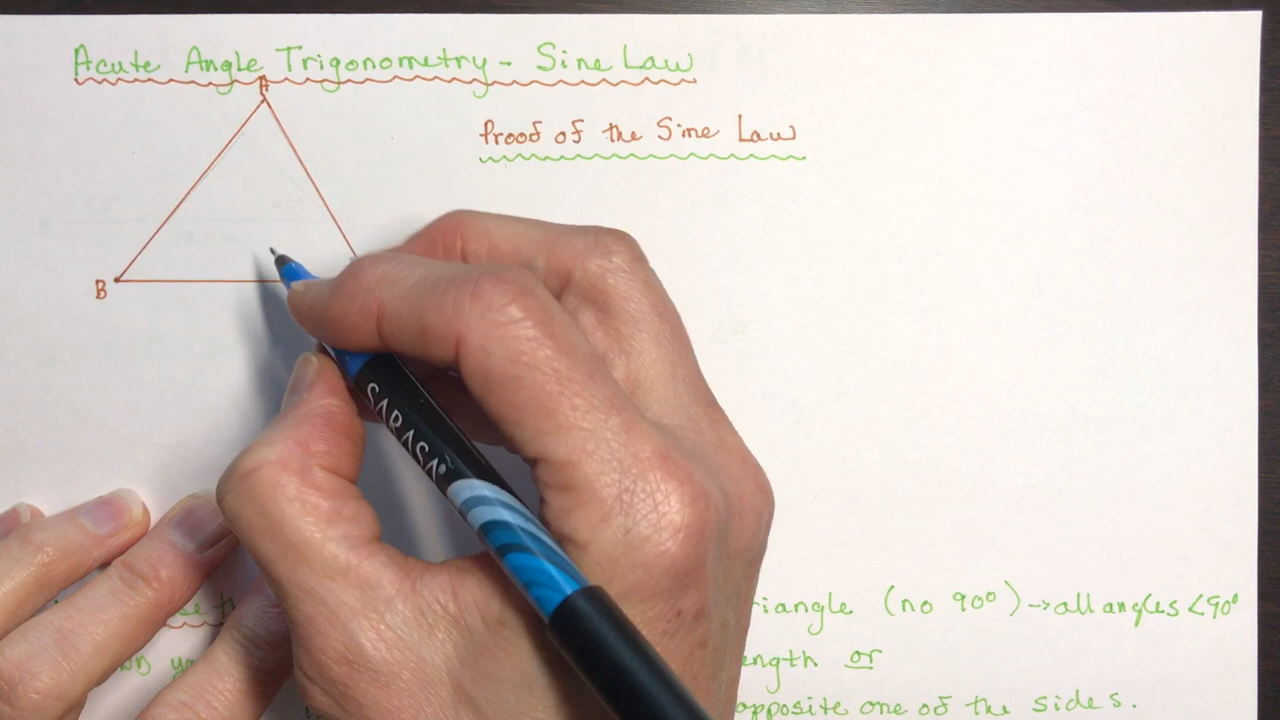 Acute Angle Trigonometry - Sine Law
A
Proof of the Sine Law
B
SARASA
riangle (no 90°) → all angles < 90°
ength or
opposite one of the sides.